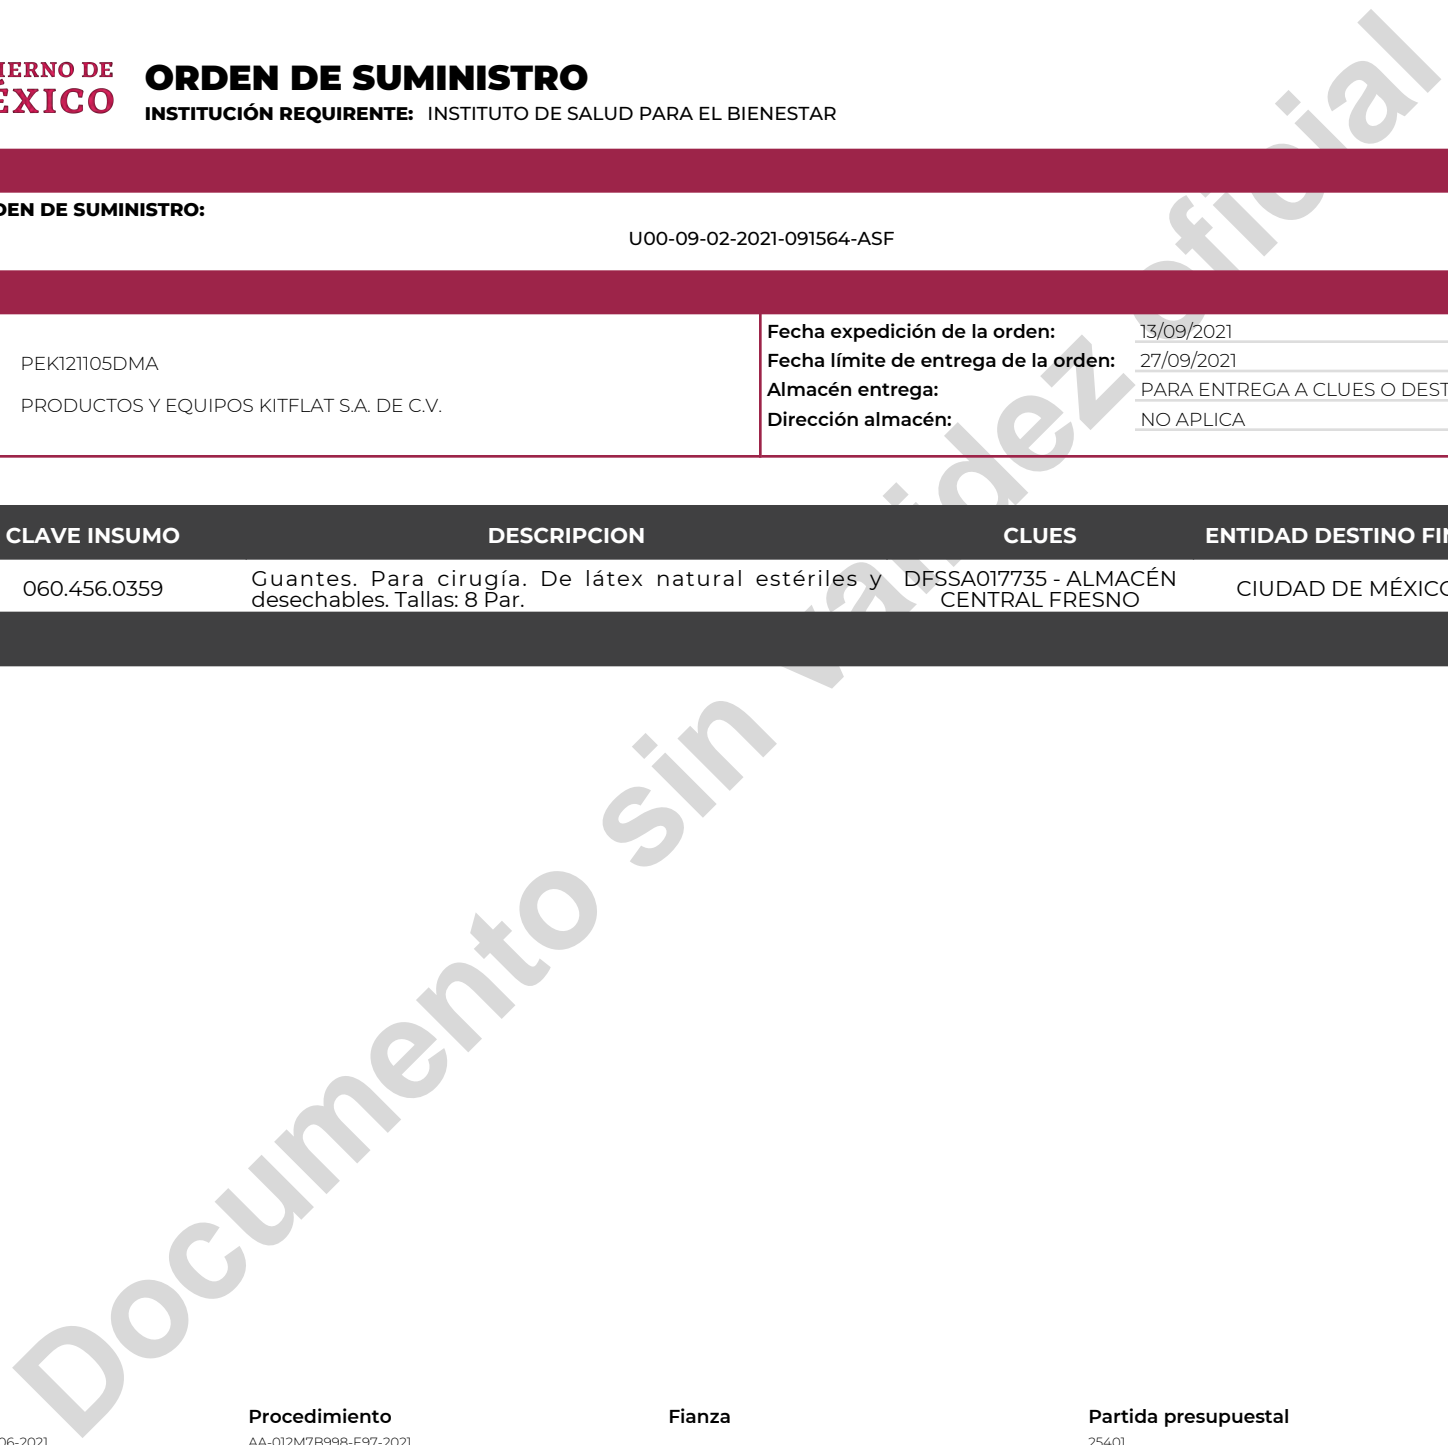 IERNO DE
ÉXICO
ORDEN DE SUMINISTRO
INSTITUCIÓN REQUIRENTE: INSTITUTO DE SALUD PARA EL BIENESTAR
DEN DE SUMINISTRO:
U00-09-02-2021-091564-ASF
PEK121105DMA
PRODUCTOS Y EQUIPOS KITFLAT S.A. DE C.V.
Fecha expedición de la orden: 13/09/2021
Fecha límite de entrega de la orden: 27/09/2021
Almacén entrega: PARA ENTREGA A CLUES O DEST
Dirección almacén: NO APLICA
CLAVE INSUMO DESCRIPCION CLUES ENTIDAD DESTINO FIN
060.456.0359
Guantes. Para cirugía. De látex natural estériles y
desechables. Tallas: 8 Par.
DFSSA017735 - ALMACÉN
CENTRAL FRESNO
CIUDAD DE MÉXICO
Documento sin validez oficial
Procedimiento Fianza Partida presupuestal
06-2021 AA-012M7B998-E97-2021 25401